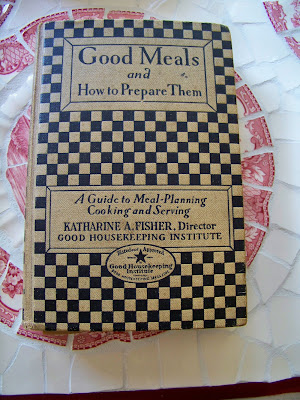 Good Meals
and
How to Prepare Them
A Guide to Meal-Planning
Cooking and Serving
KATHARINE A. FISHER, Director
GOOD HOUSEKEEPING INSTITUTE
Good Housekeeping
Institute